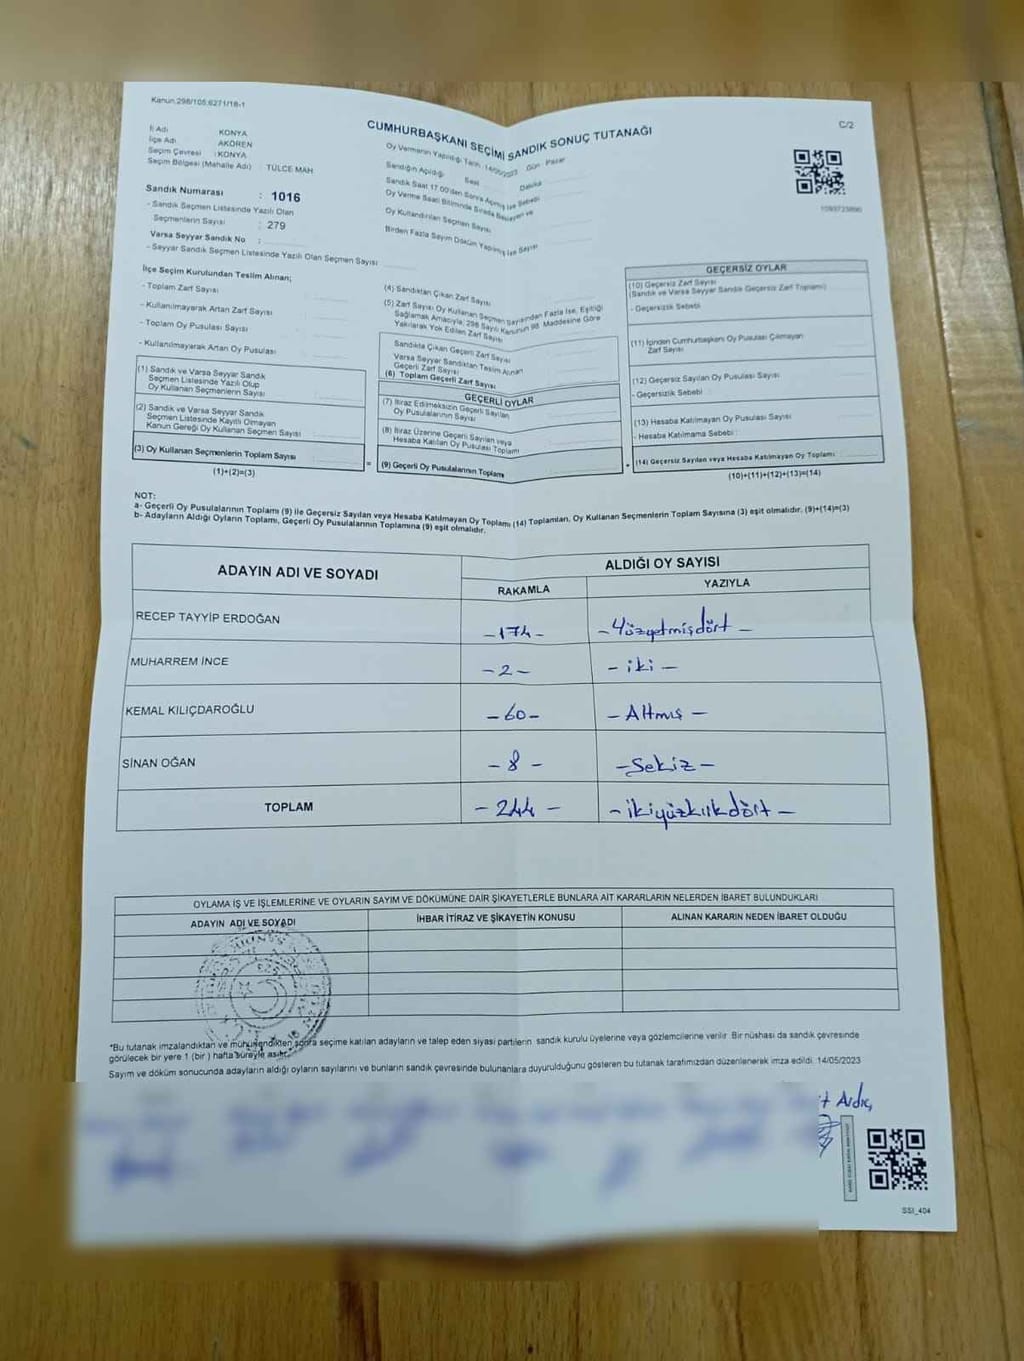 Kanun.298/105.6271/18-1
C/2
CUMHURBAŞKANI SEÇİMİ SANDIK SONUÇ TUTANAĞI
İl Adı KONYA
İlçe Adı AKÖREN
Seçim Çevresi : KONYA
Seçim Bölgesi (Mahalle Adı) : TÜLCE MAH
Oy Vermenin Yapıldığı Tarih : 14/05/2023 Gün : Pazar
Sandığın Açıldığı Saat Dakika
Sandık Saat 17.00'den Sonra Açılmış İse Sebebi
Oy Verme Saati Bitiminde Sırada Bekleyen ve
Oy Kullandırılan Seçmen Sayısı
Birden Fazla Sayım Döküm Yapılmış İse Sayısı
Sandık Numarası : 1016
- Sandık Seçmen Listesinde Yazılı Olan
Seçmenlerin Sayısı : 279
Varsa Seyyar Sandık No :
- Seyyar Sandık Seçmen Listesinde Yazılı Olan Seçmen Sayısı
İlçe Seçim Kurulundan Teslim Alınan;
- Toplam Zarf Sayısı
- Kullanılmayarak Artan Zarf Sayısı
- Toplam Oy Pusulası Sayısı
- Kullanılmayarak Artan Oy Pusulası
(1) Sandık ve Varsa Seyyar Sandık
Seçmen Listesinde Yazılı Olup
Oy Kullanan Seçmenlerin Sayısı
(2) Sandık ve Varsa Seyyar Sandık
Seçmen Listesinde Kayıtlı Olmayan
Kanun Gereği Oy Kullanan Seçmen Sayısı
(3) Oy Kullanan Seçmenlerin Toplam Sayısı
(1)+(2)=(3)
(4) Sandıktan Çıkan Zarf Sayısı
(5) Zarf Sayısı Oy Kullanan Seçmen Sayısından Fazla İse, Eşitliği
Sağlamak Amacıyla; 298 Sayılı Kanunun 98. Maddesine Göre
Yakılarak Yok Edilen Zarf Sayısı
Sandıkta Çıkan Geçerli Zarf Sayısı
Varsa Seyyar Sandıktan Teslim Alınan
Geçerli Zarf Sayısı
(6) Toplam Geçerli Zarf Sayısı
GEÇERLİ OYLAR
(7) İtiraz Edilmeksizin Geçerli Sayılan
Oy Pusulalarının Sayısı
(8) İtiraz Üzerine Geçerli Sayılan veya
Hesaba Katılan Oy Pusulası Toplamı
= (9) Geçerli Oy Pusulalarının Toplamı
GEÇERSİZ OYLAR
(10) Geçersiz Zarf Sayısı
(Sandık ve Varsa Seyyar Sandık Geçersiz Zarf Toplamı)
- Geçersizlik Sebebi
(11) İçinden Cumhurbaşkanı Oy Pusulası Çıkmayan
Zarf Sayısı
(12) Geçersiz Sayılan Oy Pusulası Sayısı
- Geçersizlik Sebebi
(13) Hesaba Katılmayan Oy Pusulası Sayısı
- Hesaba Katılmama Sebebi
+ (14) Geçersiz Sayılan veya Hesaba Katılmayan Oy Toplamı
(10)+(11)+(12)+(13)=(14)
NOT:
a- Geçerli Oy Pusulalarının Toplamı (9) ile Geçersiz Sayılan veya Hesaba Katılmayan Oy Toplamı (14) Toplamları, Oy Kullanan Seçmenlerin Toplam Sayısına (3) eşit olmalıdır. (9)+(14)=(3)
b- Adayların Aldığı Oyların Toplamı, Geçerli Oy Pusulalarının Toplamına (9) eşit olmalıdır.
ADAYIN ADI VE SOYADI ALDIĞI OY SAYISI
RAKAMLA YAZIYLA
RECEP TAYYİP ERDOĞAN -174- -Yüzyetmişdört-
MUHARREM İNCE -2- -iki-
KEMAL KILIÇDAROĞLU -60- -Altmış-
SİNAN OĞAN -8- -Sekiz-
TOPLAM -244- -ikiyüzkırkdört-
OYLAMA İŞ VE İŞLEMLERİNE VE OYLARIN SAYIM VE DÖKÜMÜNE DAİR ŞİKAYETLERLE BUNLARA AİT KARARLARIN NELERDEN İBARET BULUNDUKLARI
ADAYIN ADI VE SOYADI İHBAR İTİRAZ VE ŞİKAYETİN KONUSU ALINAN KARARIN NEDEN İBARET OLDUĞU
*Bu tutanak imzalandıktan ve mühürlendikten sonra seçime katılan adayların ve talep eden siyasi partilerin sandık kurulu üyelerine veya gözlemcilerine verilir. Bir nüshası da sandık çevresinde
görülecek bir yere 1 (bir) hafta süreyle asılır.
Sayım ve döküm sonucunda adayların aldığı oyların sayılarını ve bunların sandık çevresinde bulunanlara duyurulduğunu gösteren bu tutanak tarafımızdan düzenlenerek imza edildi. 14/05/2023
SSI_404